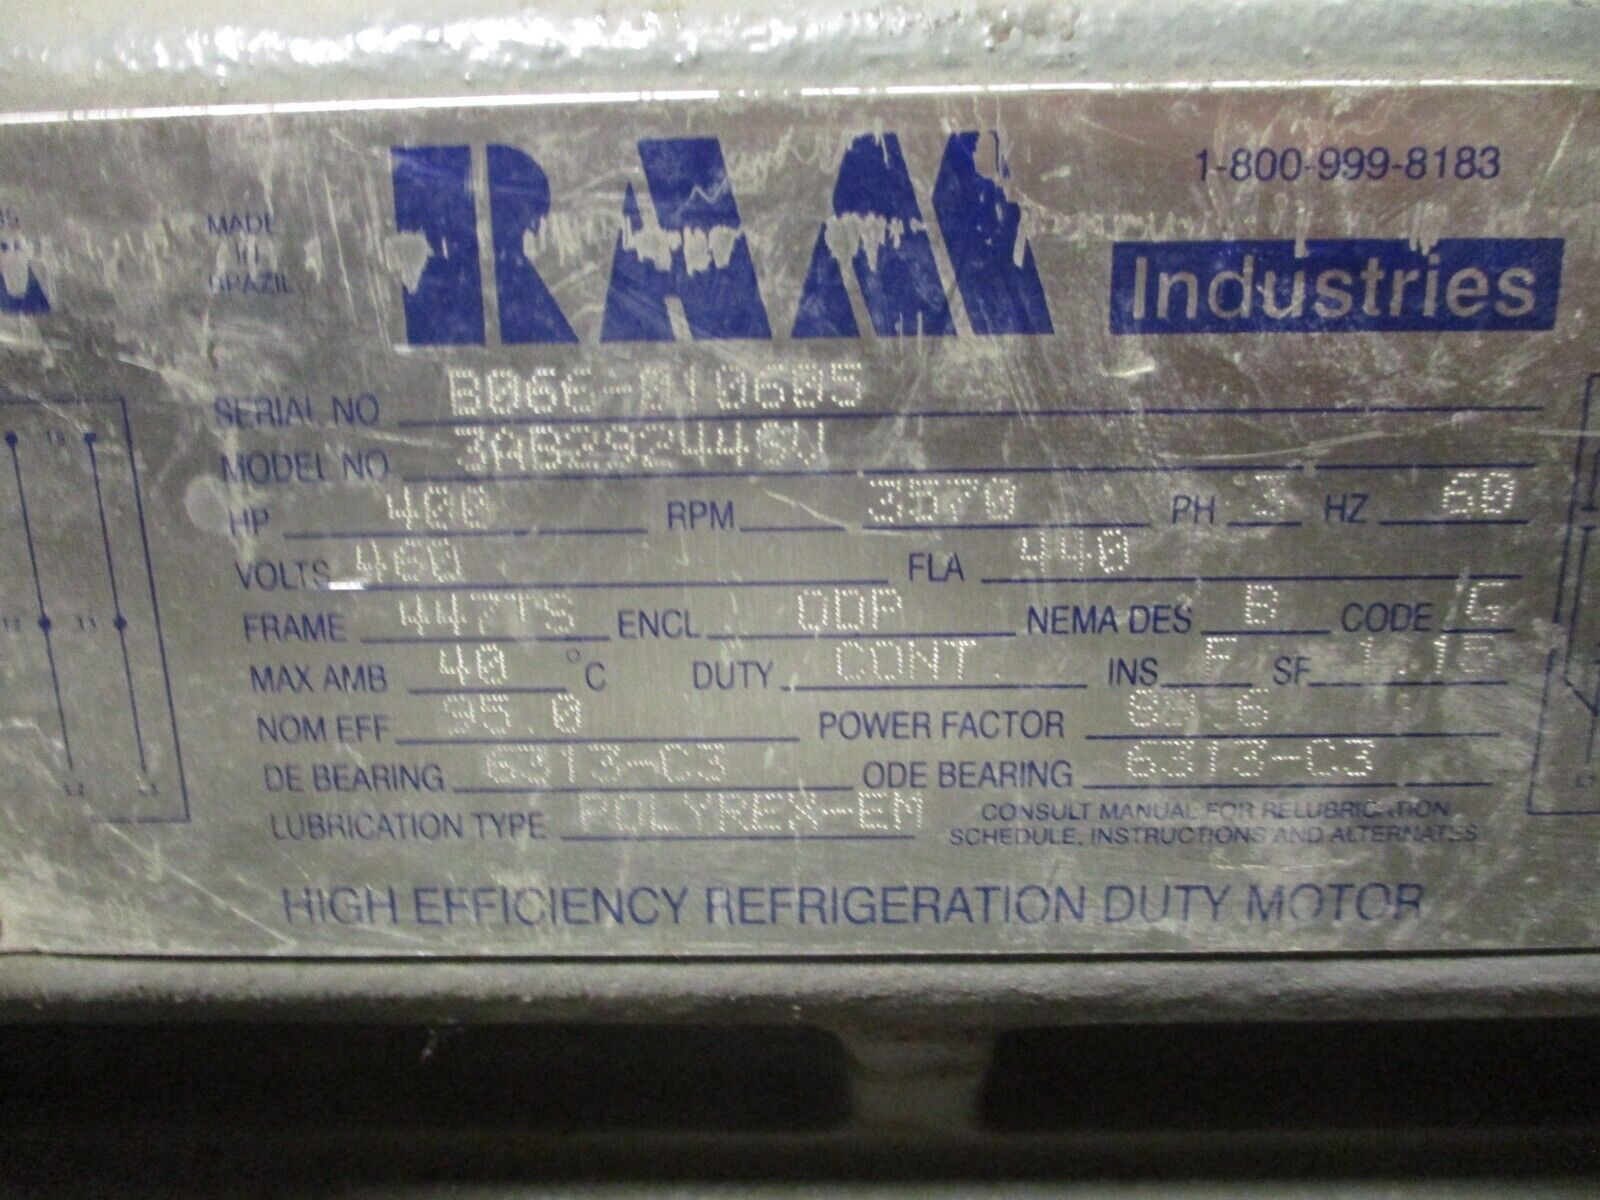 RAM
1-800-999-8183
Industries
MADE
in
BRAZIL
SERIAL NO B066-010605
MODEL NO
HP 400 RPM 3570 PH 3 HZ 60
VOLTS 460 FLA 440
FRAME 447TS ENCL ODP NEMA DES B CODE G
MAX AMB 40 °C DUTY CONT. INS F SF
NOM EFF 95.0 POWER FACTOR
DE BEARING 6313-C3 ODE BEARING 6313-C3
LUBRICATION TYPE POLYREX-EM
CONSULT MANUAL FOR RELUBRICATION
SCHEDULE, INSTRUCTIONS AND ALTERNATES
HIGH EFFICIENCY REFRIGERATION DUTY MOTOR